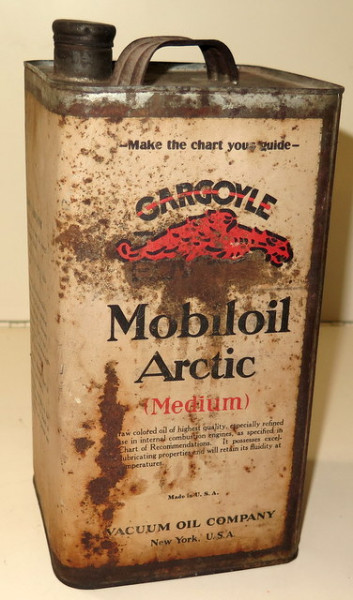 -Make the chart your guide-
GARGOYLE
Mobiloil
Arctic
(Medium)
colored oil of highest quality, especially refined
use in internal combustion engines, as specified in
Chart of Recommendations. It possesses excel-
lubricating properties and will retain its fluidity at
temperatures.
Made in U.S.A.
VACUUM OIL COMPANY
New York, U.S.A.